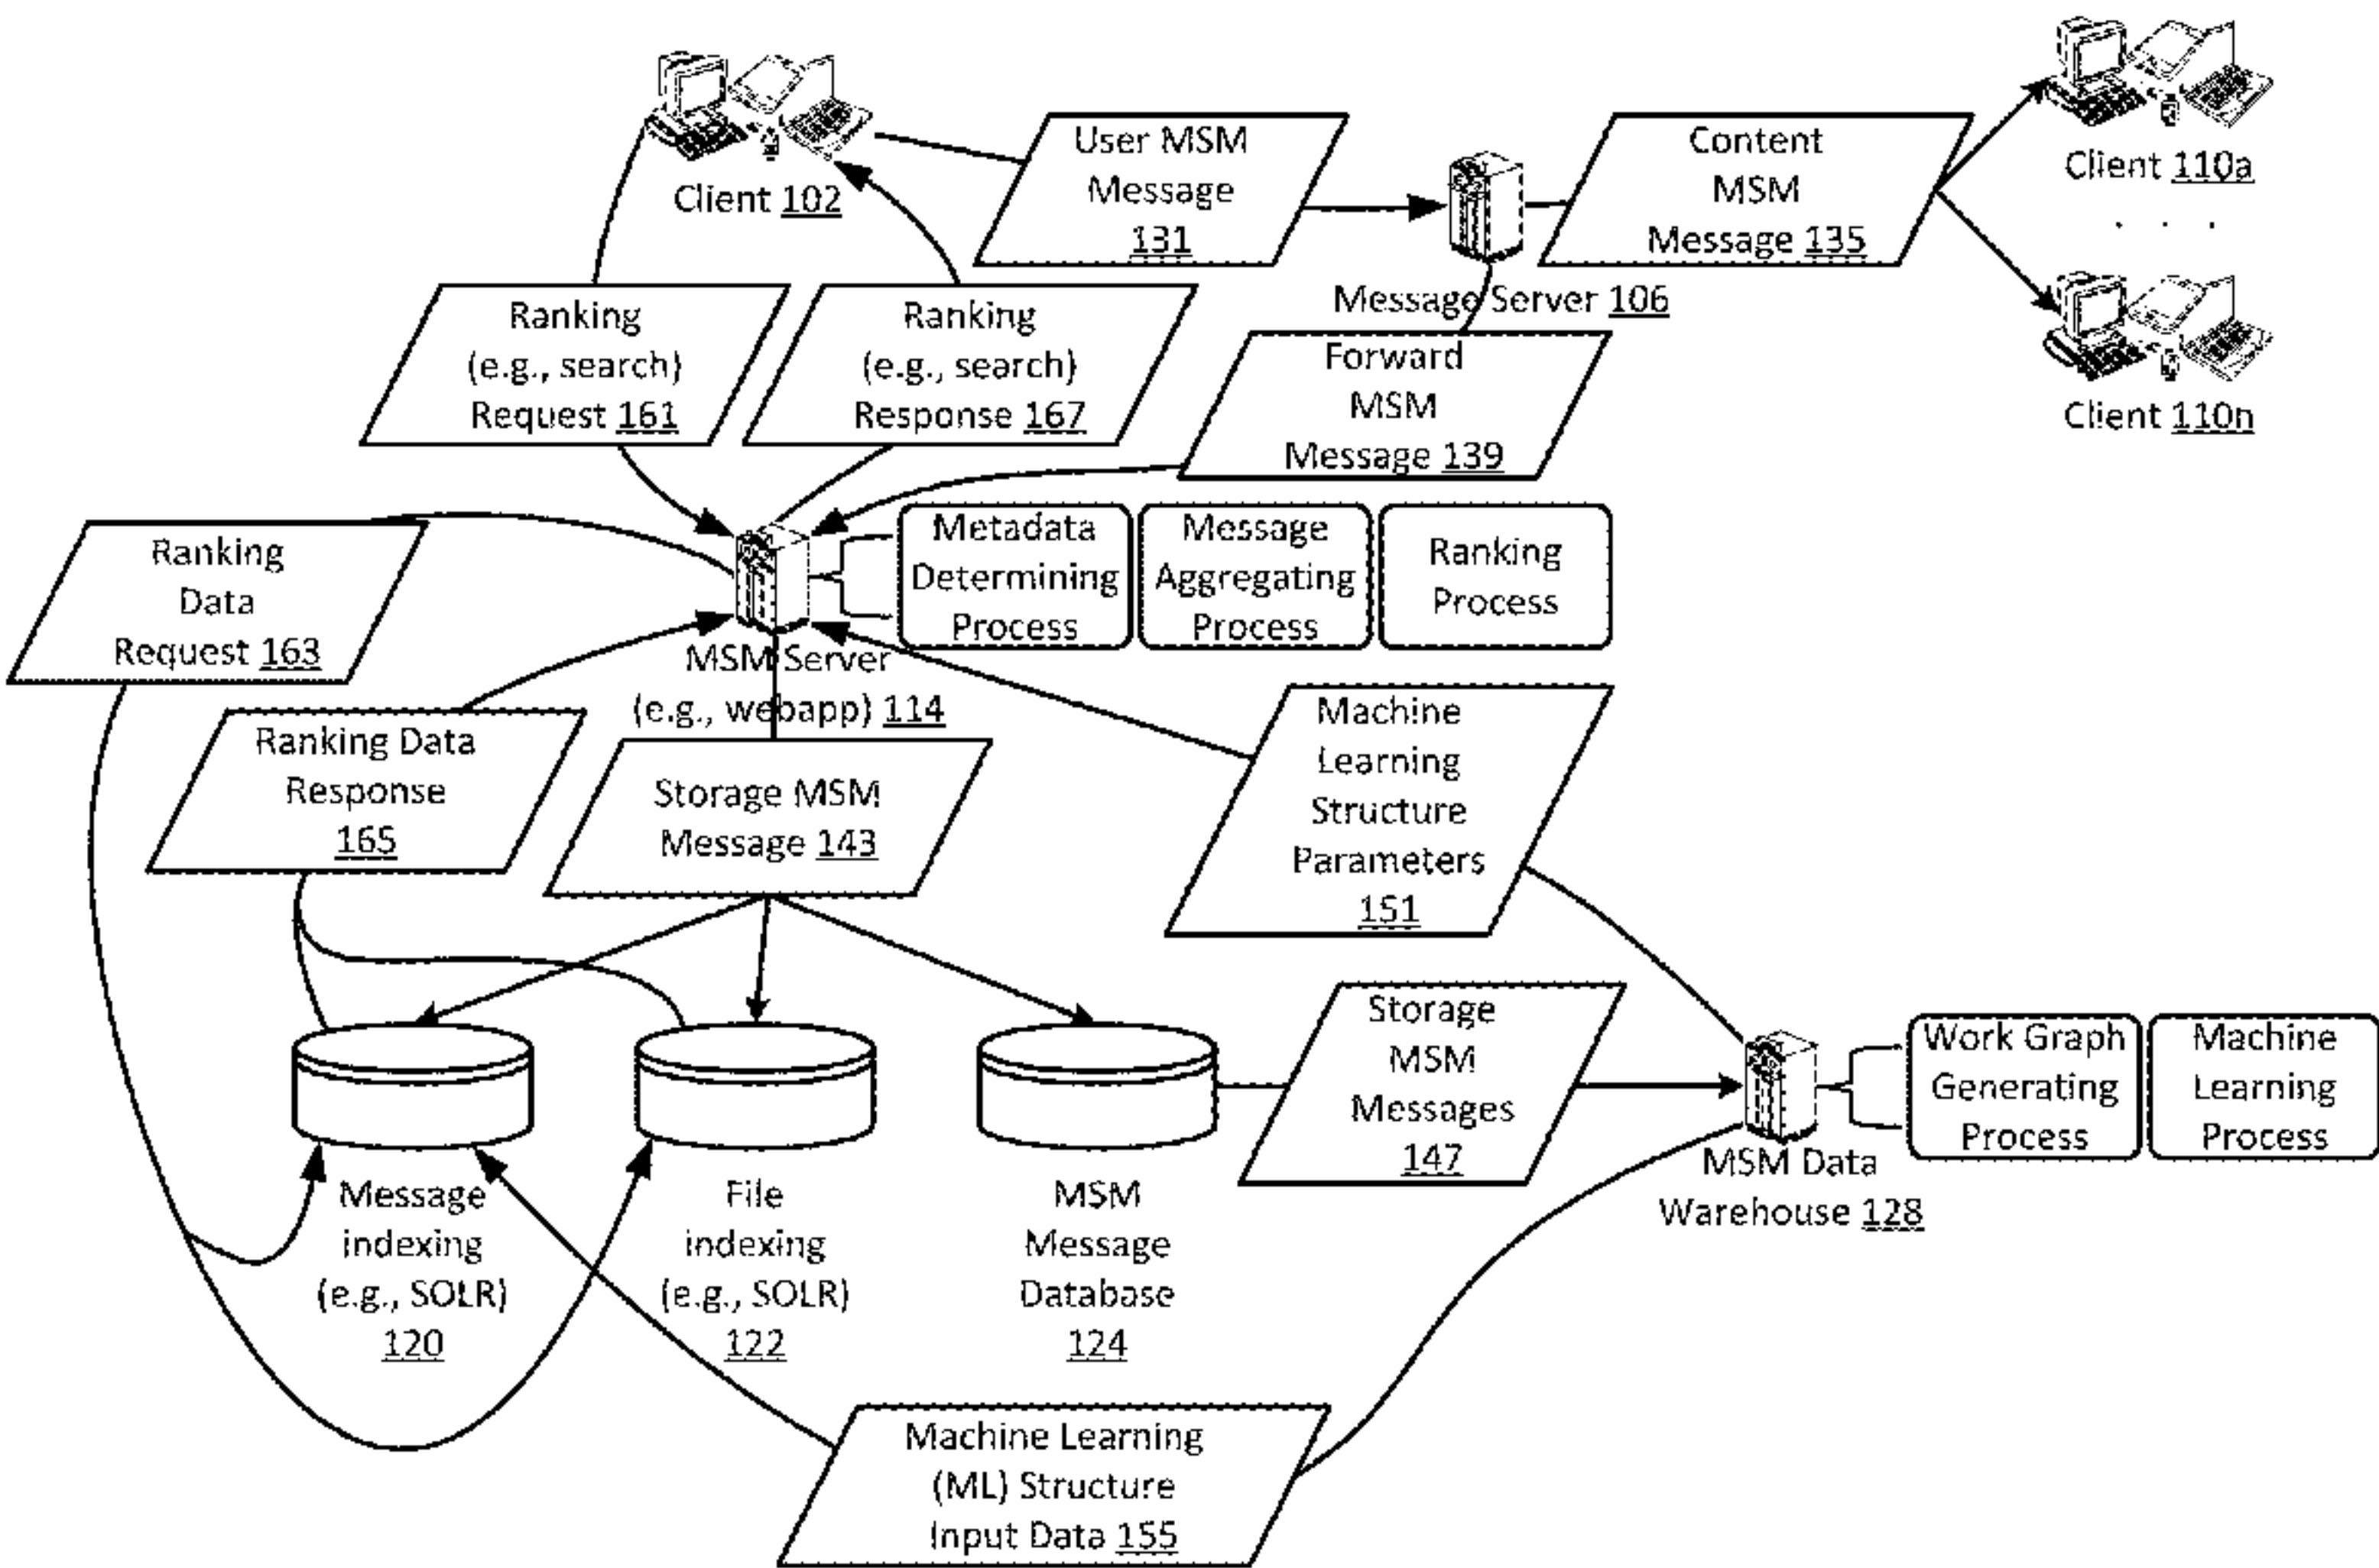 Client 102
User MSM
Message
131
Content
MSM
Message 135
Client 110a
. . .
Client 110n
Message Server 106
Ranking
(e.g., search)
Request 161
Ranking
(e.g., search)
Response 167
Forward
MSM
Message 139
Ranking
Data
Request 163
MSM Server
(e.g., webapp) 114
Metadata
Determining
Process
Message
Aggregating
Process
Ranking
Process
Ranking Data
Response
165
Storage MSM
Message 143
Machine
Learning
Structure
Parameters
151
Message
indexing
(e.g., SOLR)
120
File
indexing
(e.g., SOLR)
122
MSM
Message
Database
124
Storage
MSM
Messages
147
MSM Data
Warehouse 128
Work Graph
Generating
Process
Machine
Learning
Process
Machine Learning
(ML) Structure
Input Data 155